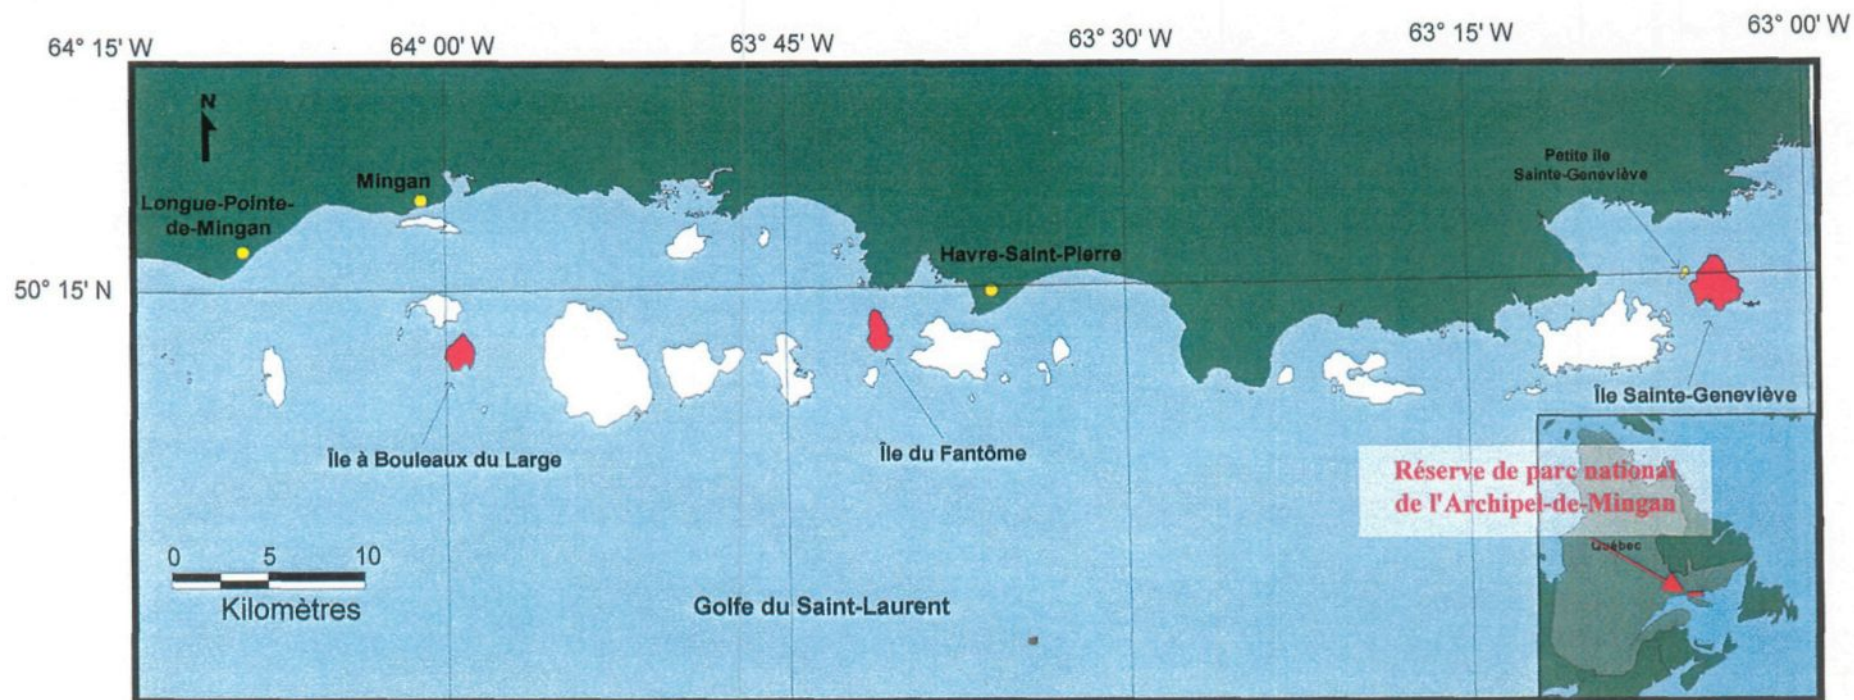 64° 15' W
64° 00' W
63° 45' W
63° 30' W
63° 15' W
63° 00' W
N
Petite île
Sainte-Geneviève
Mingan
Longue-Pointe-
de-Mingan
Havre-Saint-Pierre
50° 15' N
Île Sainte-Geneviève
Île à Bouleaux du Large
Île du Fantôme
Réserve de parc national
de l'Archipel-de-Mingan
Québec
0 5 10
Kilomètres
Golfe du Saint-Laurent